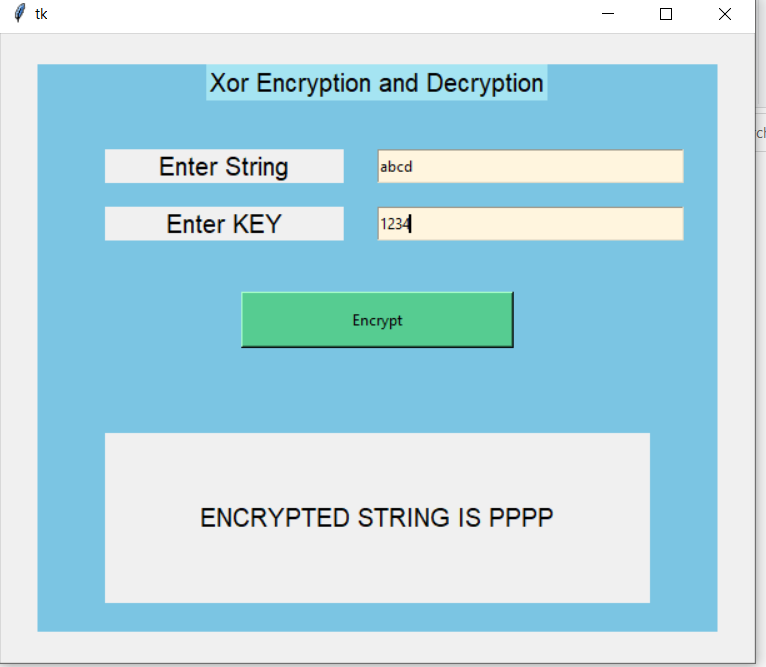 tk
Xor Encryption and Decryption
Enter String
abcd
Enter KEY
1234
Encrypt
ENCRYPTED STRING IS PPPP